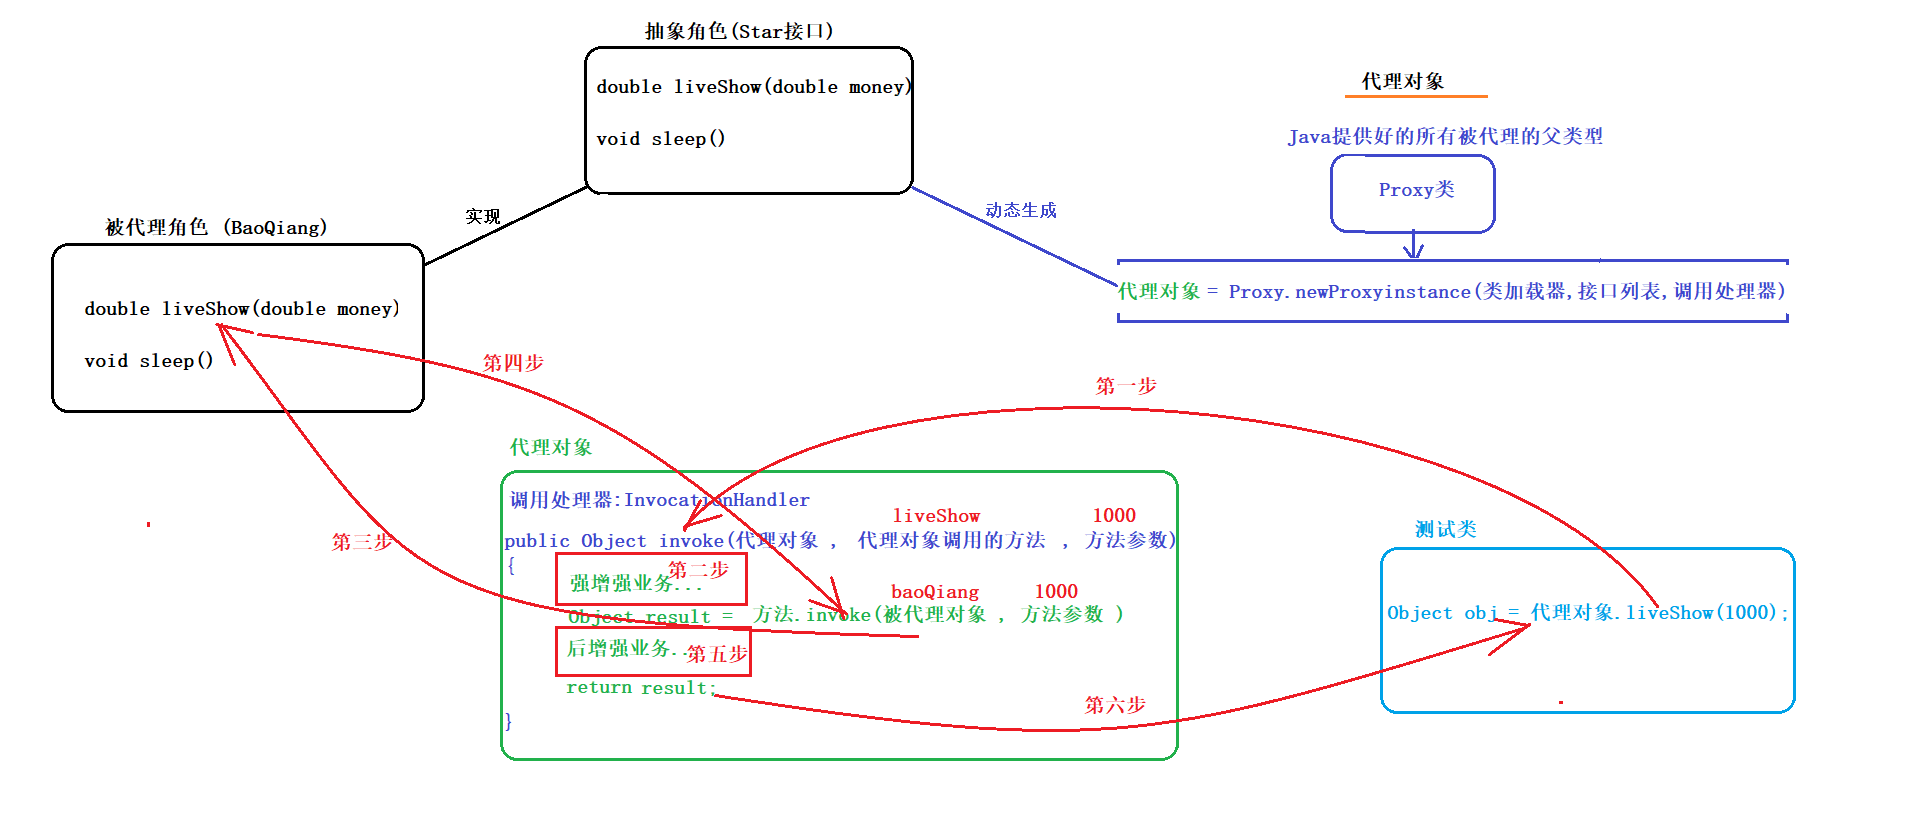 抽象角色(Star接口)
double liveShow(double money)
void sleep()
代理对象
Java提供好的所有被代理的父类型
Proxy类
实现
动态生成
被代理角色 (BaoQiang)
double liveShow(double money)
void sleep()
代理对象 = Proxy.newProxyinstance(类加载器,接口列表,调用处理器)
第四步
第一步
第三步
代理对象
调用处理器:InvocationHandler
liveShow 1000
public Object invoke(代理对象 , 代理对象调用的方法 , 方法参数)
{
第二步
强增强业务...
baoQiang 1000
Object result = 方法.invoke(被代理对象 , 方法参数 )
后增强业务...
第五步
return result;
}
第六步
测试类
Object obj = 代理对象.liveShow(1000);